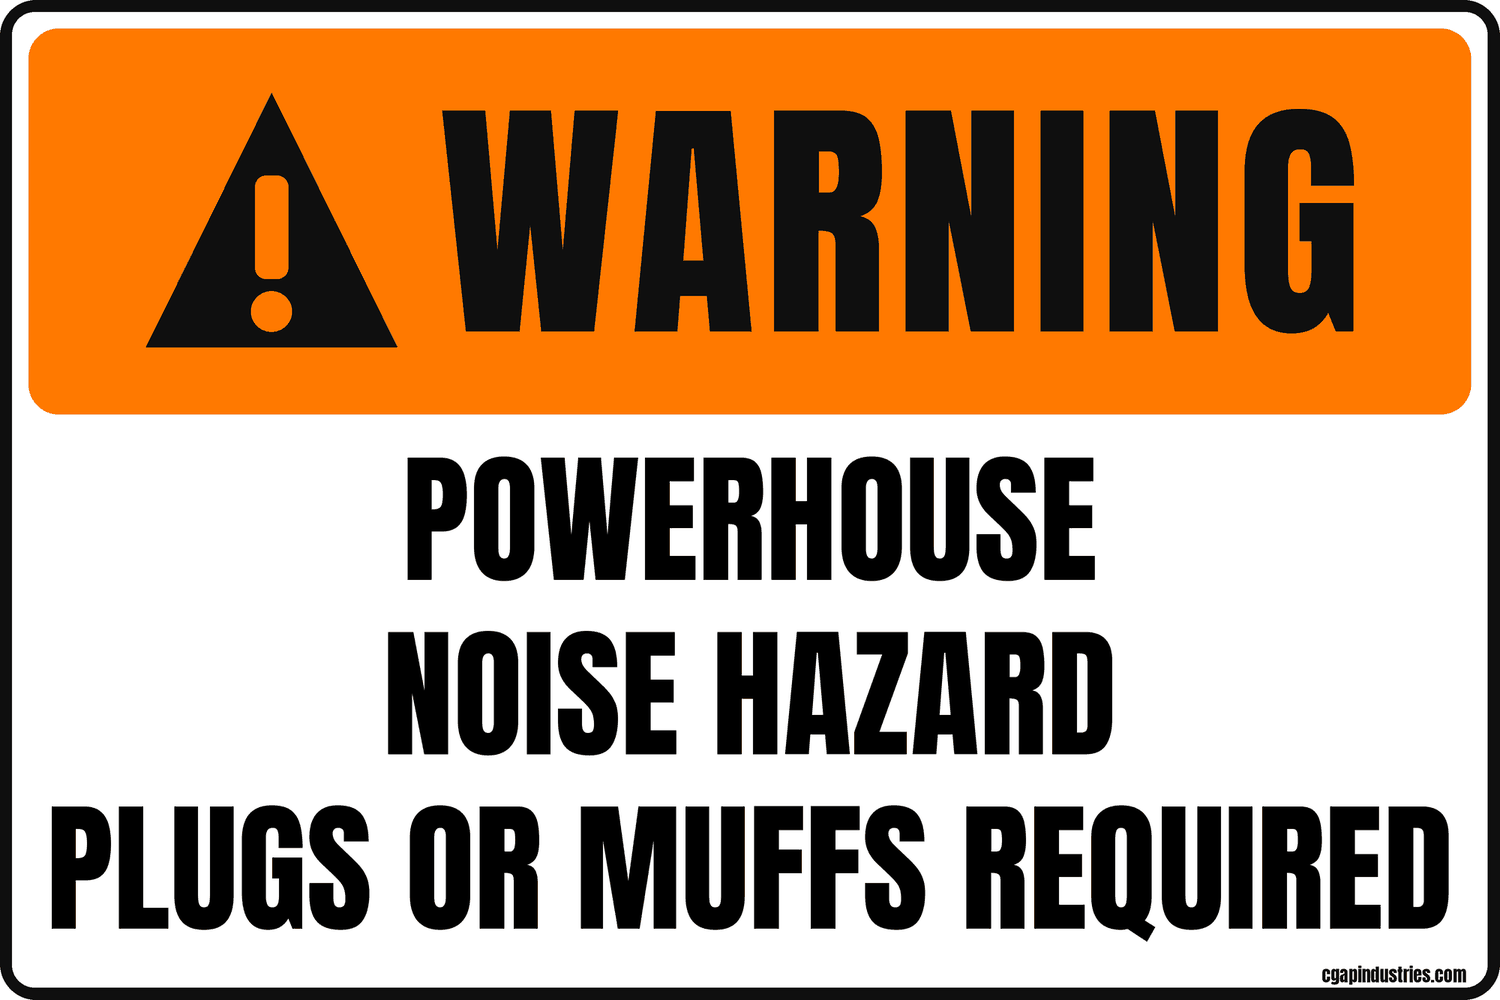 WARNING
POWERHOUSE
NOISE HAZARD
PLUGS OR MUFFS REQUIRED
cgapindustries.com